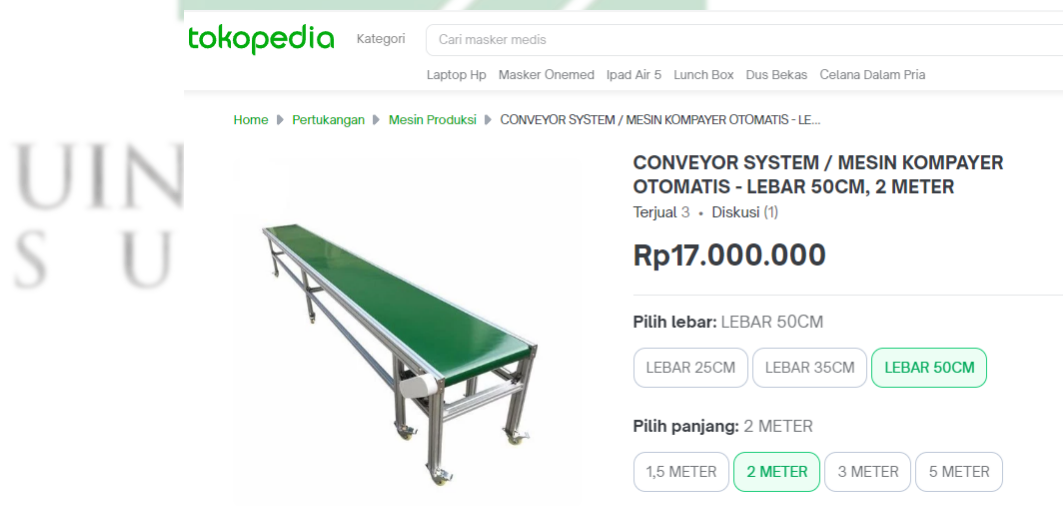 tokopedia Kategori Cari masker medis
Laptop Hp Masker Onemed Ipad Air 5 Lunch Box Dus Bekas Celana Dalam Pria
Home Pertukangan Mesin Produksi CONVEYOR SYSTEM / MESIN KOMPAYER OTOMATIS - LE...
UIN
S U
CONVEYOR SYSTEM / MESIN KOMPAYER
OTOMATIS - LEBAR 50CM, 2 METER
Terjual 3 • Diskusi (1)
Rp17.000.000
Pilih lebar: LEBAR 50CM
LEBAR 25CM LEBAR 35CM LEBAR 50CM
Pilih panjang: 2 METER
1,5 METER 2 METER 3 METER 5 METER